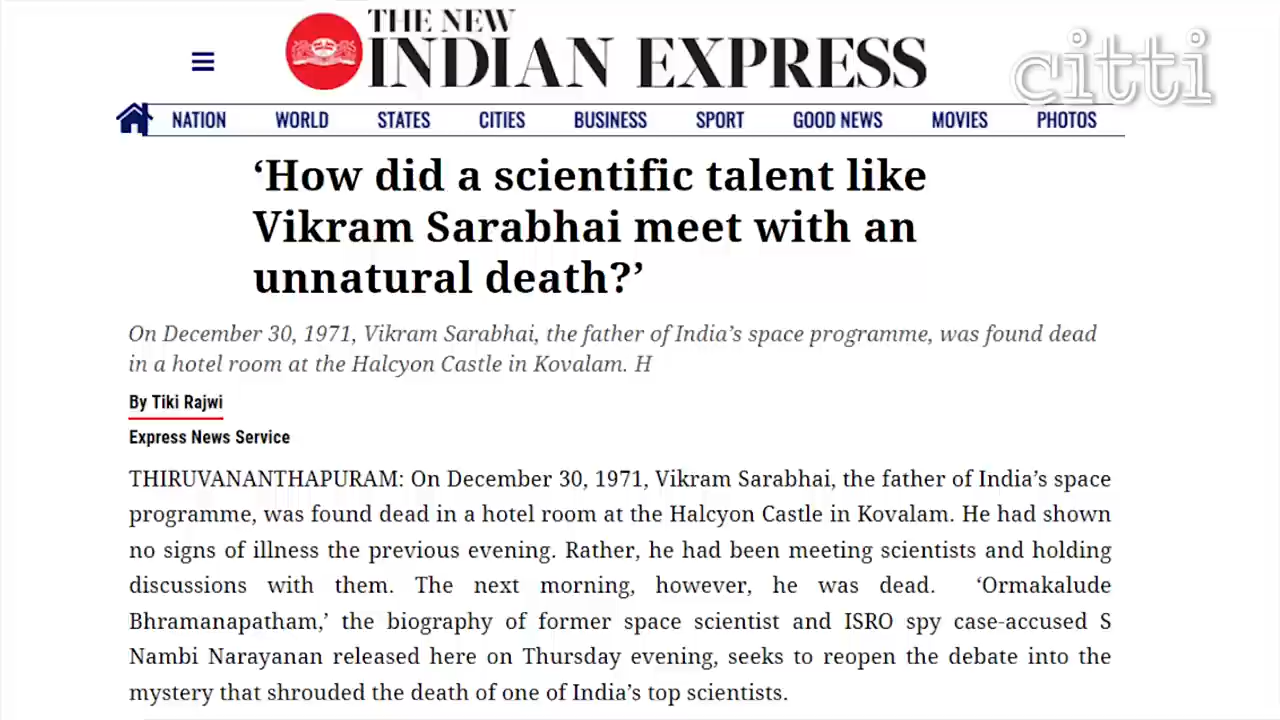 THE NEW
INDIAN EXPRESS
citti
NATION WORLD STATES CITIES BUSINESS SPORT GOOD NEWS MOVIES PHOTOS
‘How did a scientific talent like
Vikram Sarabhai meet with an
unnatural death?’
On December 30, 1971, Vikram Sarabhai, the father of India’s space programme, was found dead
in a hotel room at the Halcyon Castle in Kovalam. H
By Tiki Rajwi
Express News Service
THIRUVANANTHAPURAM: On December 30, 1971, Vikram Sarabhai, the father of India’s space
programme, was found dead in a hotel room at the Halcyon Castle in Kovalam. He had shown
no signs of illness the previous evening. Rather, he had been meeting scientists and holding
discussions with them. The next morning, however, he was dead. ‘Ormakalude
Bhramanapatham,’ the biography of former space scientist and ISRO spy case-accused S
Nambi Narayanan released here on Thursday evening, seeks to reopen the debate into the
mystery that shrouded the death of one of India’s top scientists.